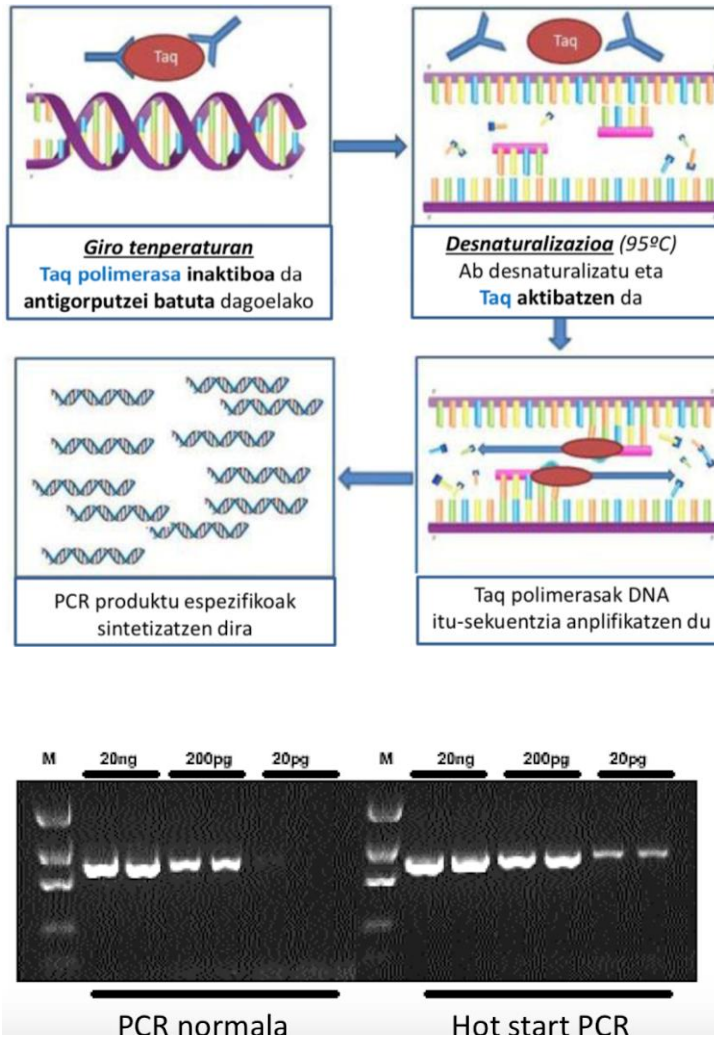 Taq
Taq
Giro tenperaturan
Taq polimerasa inaktiboa da
antigorputzei batuta dagoelako
Desnaturalizazioa (95ºC)
Ab desnaturalizatu eta
Taq aktibatzen da
PCR produktu espezifikoak
sintetizatzen dira
Taq polimerasak DNA
itu-sekuentzia anplifikatzen du
M 20ng 200pg 20pg M 20ng 200pg 20pg
PCR normala Hot start PCR